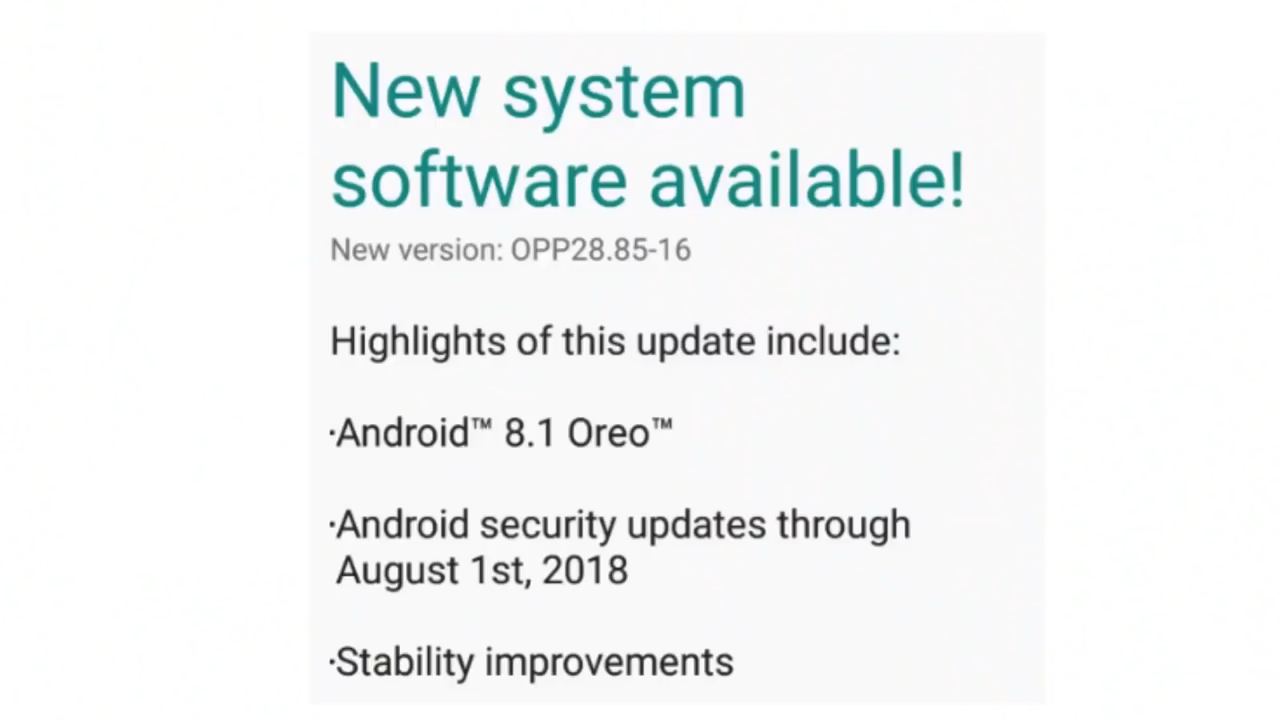 New system
software available!
New version: OPP28.85-16
Highlights of this update include:
·Android™ 8.1 Oreo™
·Android security updates through
August 1st, 2018
·Stability improvements